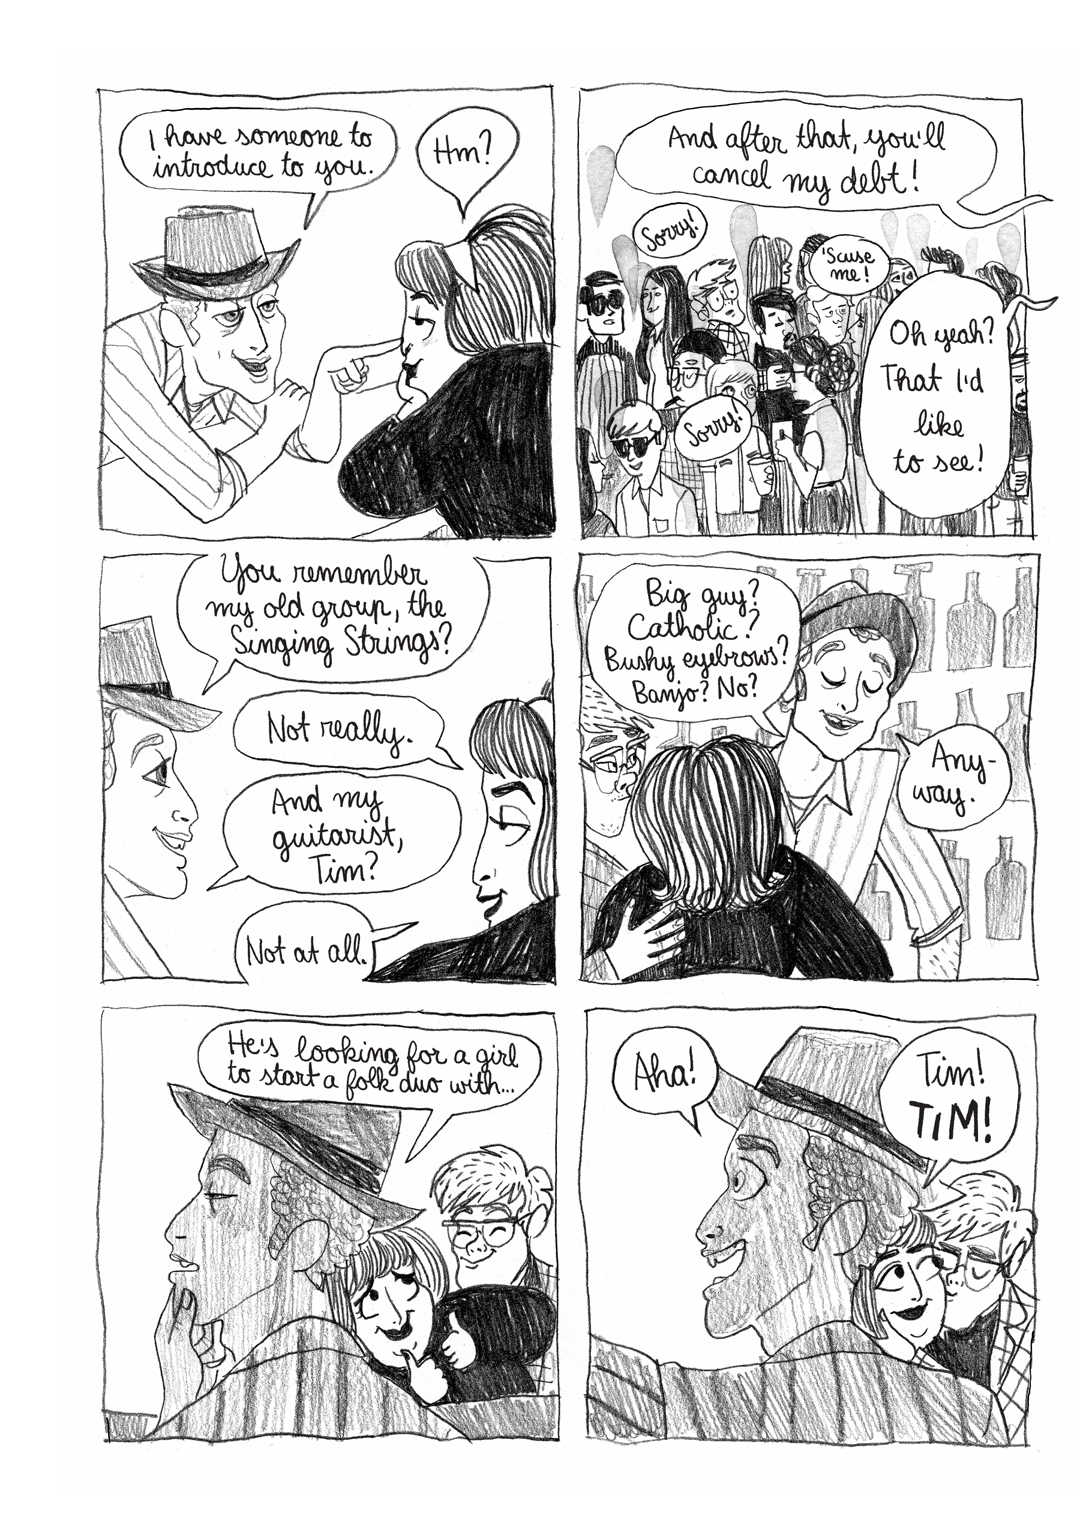 I have someone to
introduce to you.
Hm?
And after that, you'll
cancel my debt!
Sorry!
'Scuse
me!
Oh yeah?
That I'd
like
to see!
Sorry!
You remember
my old group, the
Singing Strings?
Not really.
And my
guitarist,
Tim?
Not at all.
Big guy?
Catholic?
Bushy eyebrows?
Banjo? No?
Any-
way.
He's looking for a girl
to start a folk duo with...
Aha!
Tim!
TIM!